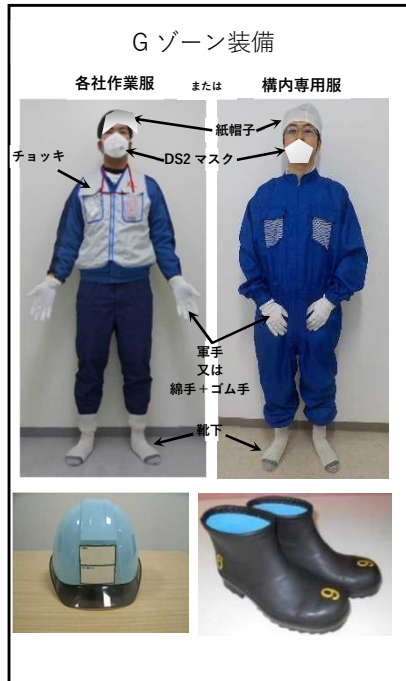 G ゾーン装備
各社作業服
または
構内専用服
紙帽子
チョッキ
DS2 マスク
軍手
又は
綿手＋ゴム手
靴下
9